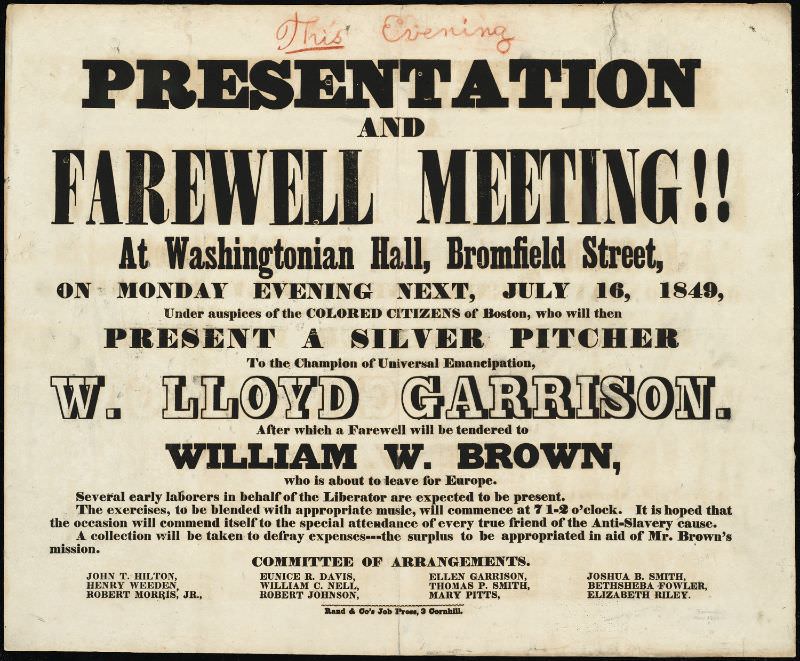 This Evening
PRESENTATION
AND
FAREWELL MEETING!!
At Washingtonian Hall, Bromfield Street,
ON MONDAY EVENING NEXT, JULY 16, 1849,
Under auspices of the COLORED CITIZENS of Boston, who will then
PRESENT A SILVER PITCHER
To the Champion of Universal Emancipation,
W. LLOYD GARRISON.
After which a Farewell will be tendered to
WILLIAM W. BROWN,
who is about to leave for Europe.
Several early laborers in behalf of the Liberator are expected to be present.
The exercises, to be blended with appropriate music, will commence at 7 1-2 o'clock. It is hoped that
the occasion will commend itself to the special attendance of every true friend of the Anti-Slavery cause.
A collection will be taken to defray expenses---the surplus to be appropriated in aid of Mr. Brown's
mission.
COMMITTEE OF ARRANGEMENTS.
JOHN T. HILTON, EUNICE R. DAVIS, ELLEN GARRISON, JOSHUA B. SMITH,
HENRY WEEDEN, WILLIAM C. NELL, THOMAS P. SMITH, BETHSHEBA FOWLER,
ROBERT MORRIS, JR., ROBERT JOHNSON, MARY PITTS, ELIZABETH RILEY.
Rand & Co's Job Press, 3 Cornhill.